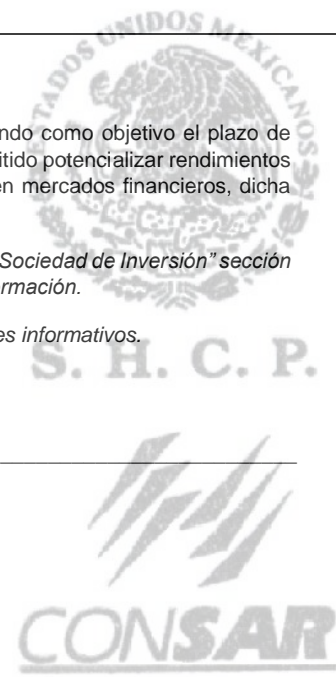 ESTADOS UNIDOS MEXICANOS
ndo como objetivo el plazo de
itido potencializar rendimientos
en mercados financieros, dicha
Sociedad de Inversión” sección
ormación.
es informativos.
S. H. C. P.
CONSAR